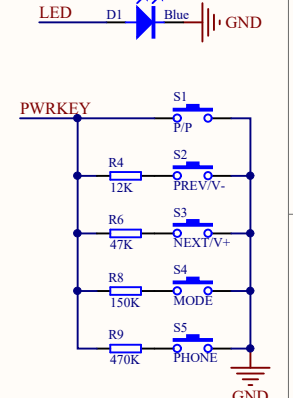 LED
D1
Blue
GND
PWRKEY
S1
P/P
S2
R4
PREV/V-
12K
S3
R6
NEXT/V+
47K
S4
R8
MODE
150K
S5
R9
PHONE
470K
GND